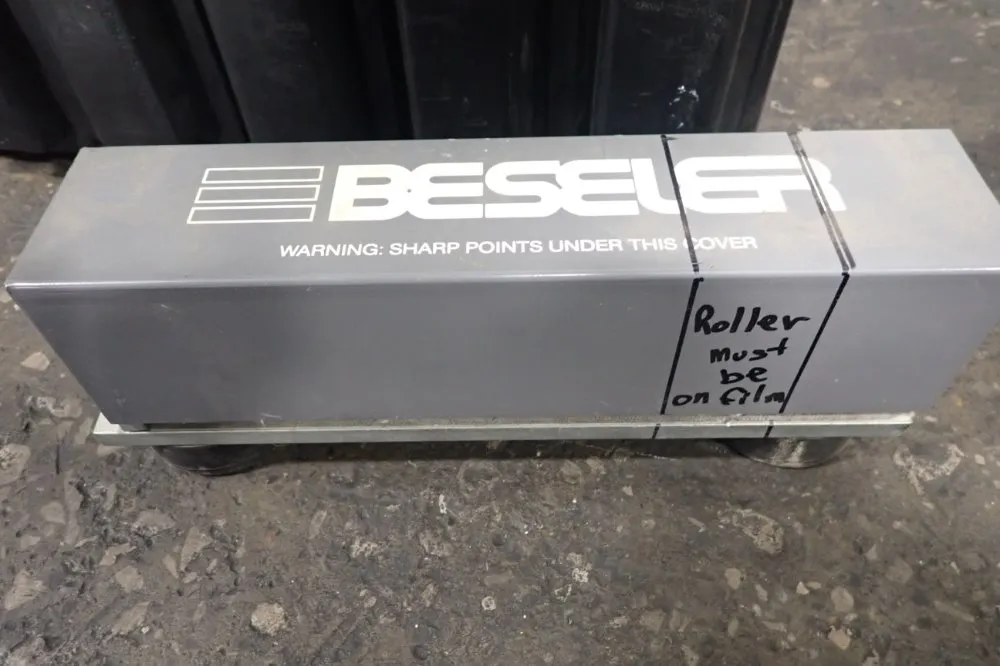 BESELER
WARNING: SHARP POINTS UNDER THIS COVER
Roller
Must
be
on film